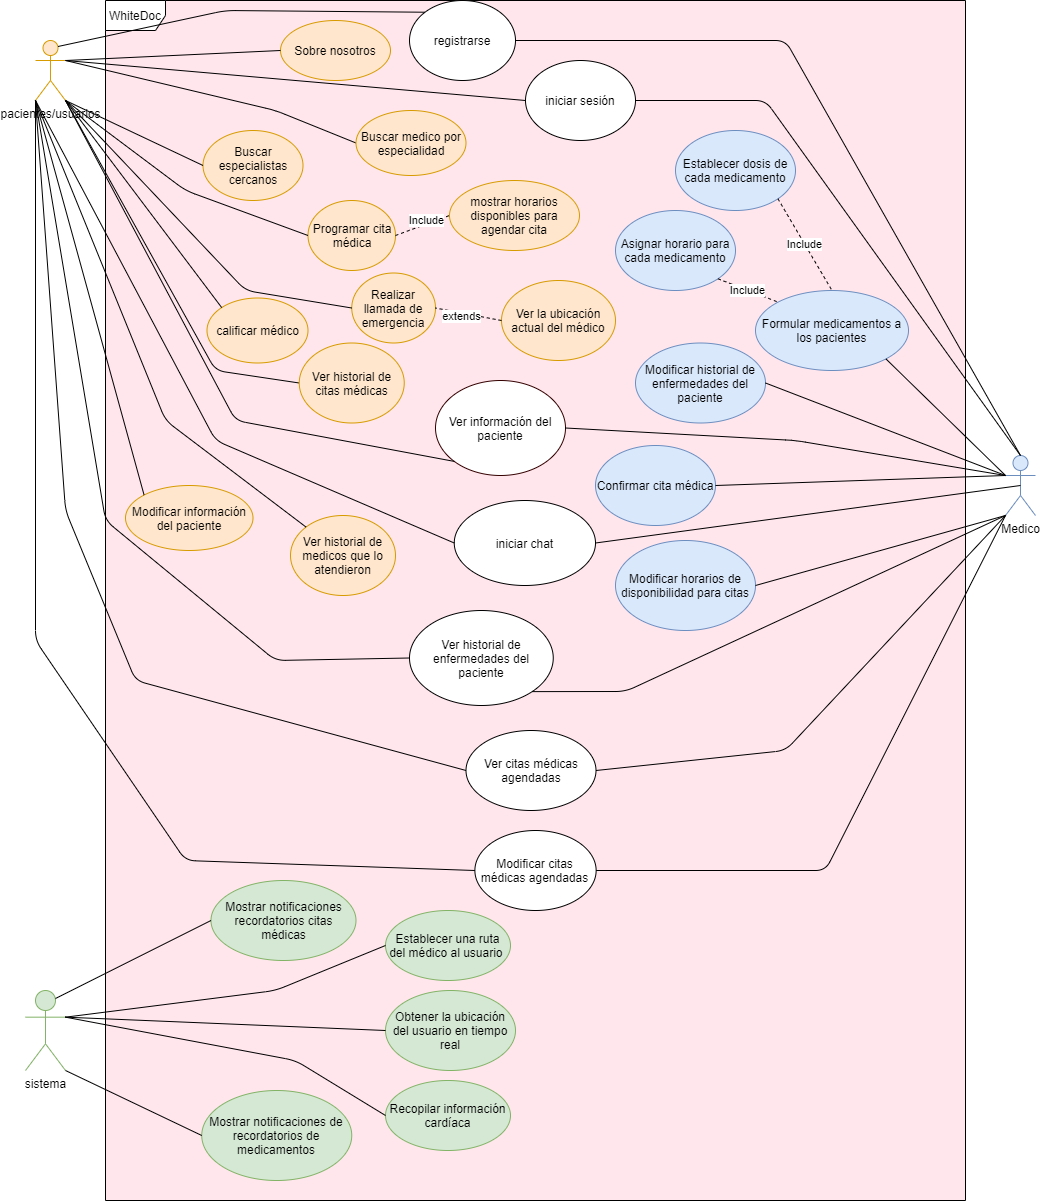 WhiteDoc
registrarse
Sobre nosotros
iniciar sesión
pacientes/usuarios
Buscar medico por
especialidad
Buscar
especialistas
cercanos
Establecer dosis de
cada medicamento
mostrar horarios
disponibles para
agendar cita
Include
Programar cita
médica
Asignar horario para
cada medicamento
Include
Include
Realizar
llamada de
emergencia
extends
Ver la ubicación
actual del médico
calificar médico
Formular medicamentos a
los pacientes
Ver historial de
citas médicas
Modificar historial de
enfermedades del
paciente
Ver información del
paciente
Confirmar cita médica
Medico
Modificar información
del paciente
Ver historial de
medicos que lo
atendieron
iniciar chat
Modificar horarios de
disponibilidad para citas
Ver historial de
enfermedades del
paciente
Ver citas médicas
agendadas
Modificar citas
médicas agendadas
Mostrar notificaciones
recordatorios citas
médicas
Establecer una ruta
del médico al usuario
Obtener la ubicación
del usuario en tiempo
real
sistema
Recopilar información
cardíaca
Mostrar notificaciones de
recordatorios de
medicamentos